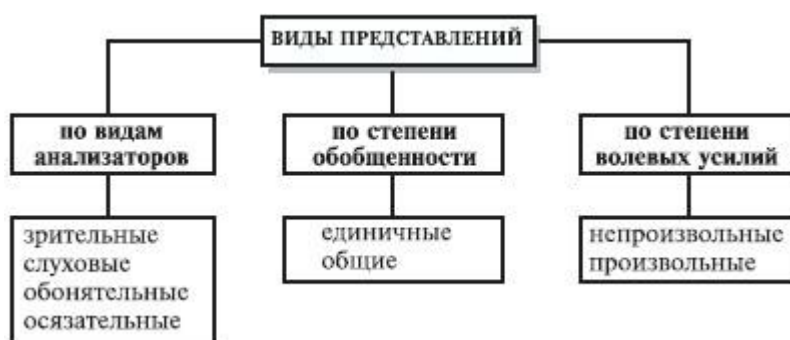 ВИДЫ ПРЕДСТАВЛЕНИЙ
по видам
анализаторов
по степени
обобщенности
по степени
волевых усилий
зрительные
слуховые
обонятельные
осязательные
единичные
общие
непроизвольные
произвольные